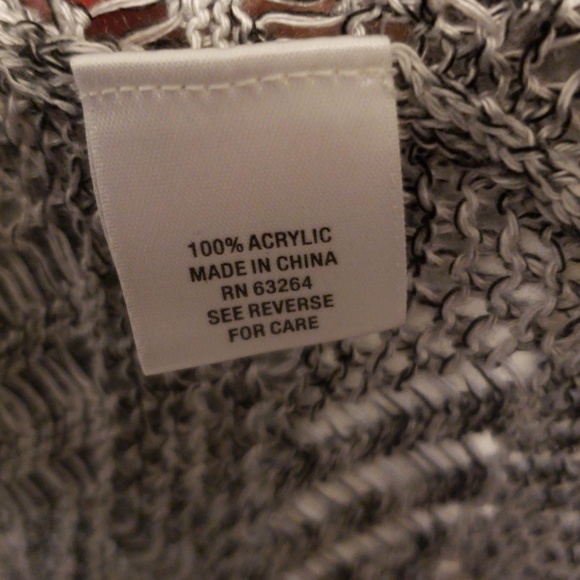 100% ACRYLIC
MADE IN CHINA
RN 63264
SEE REVERSE
FOR CARE